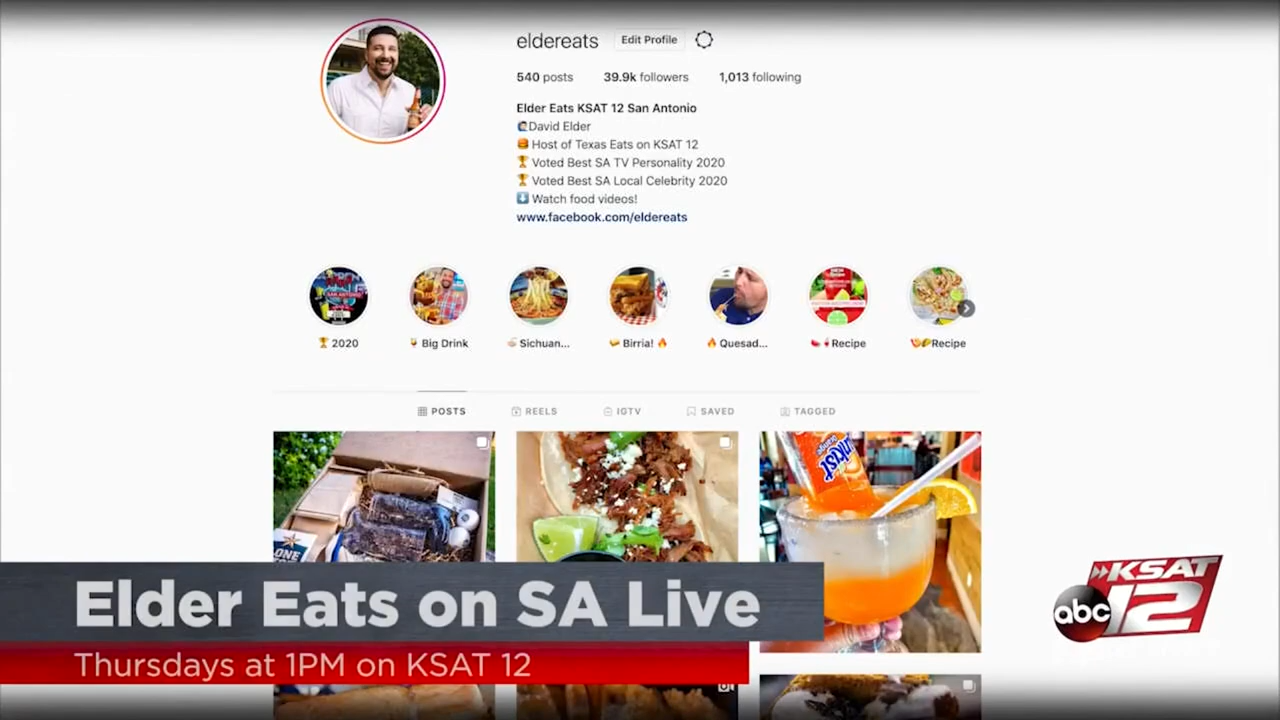 eldereats Edit Profile
540 posts 39.9k followers 1,013 following
Elder Eats KSAT 12 San Antonio
David Elder
Host of Texas Eats on KSAT 12
Voted Best SA TV Personality 2020
Voted Best SA Local Celebrity 2020
Watch food videos!
www.facebook.com/eldereats
2020 Big Drink Sichuan... Birria! Quesad... Recipe Recipe
POSTS REELS IGTV SAVED TAGGED
orange
ONE
Elder Eats on SA Live
Thursdays at 1PM on KSAT 12
KSAT
abc 12